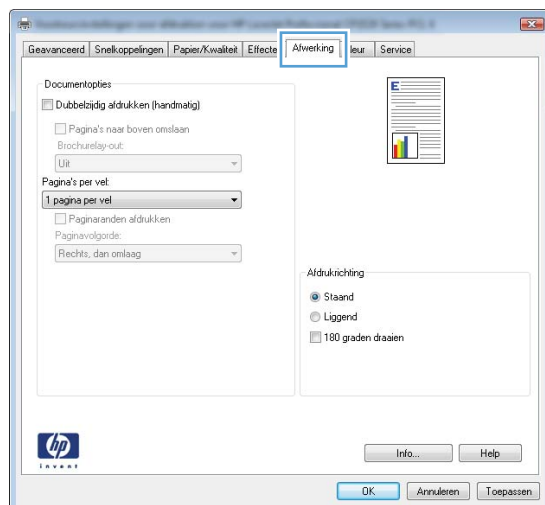 Geavanceerd Snelkoppelingen Papier/Kwaliteit Effecte Afwerking leur Service
Documentopties
Dubbelzijdig afdrukken (handmatig)
Pagina's naar boven omslaan
Brochurelay-out:
Uit
Pagina's per vel:
1 pagina per vel
Paginaranden afdrukken
Paginavolgorde:
Rechts, dan omlaag
E
Afdrukrichting
Staand
Liggend
180 graden draaien
hp
invent
Info... Help
OK Annuleren Toepassen